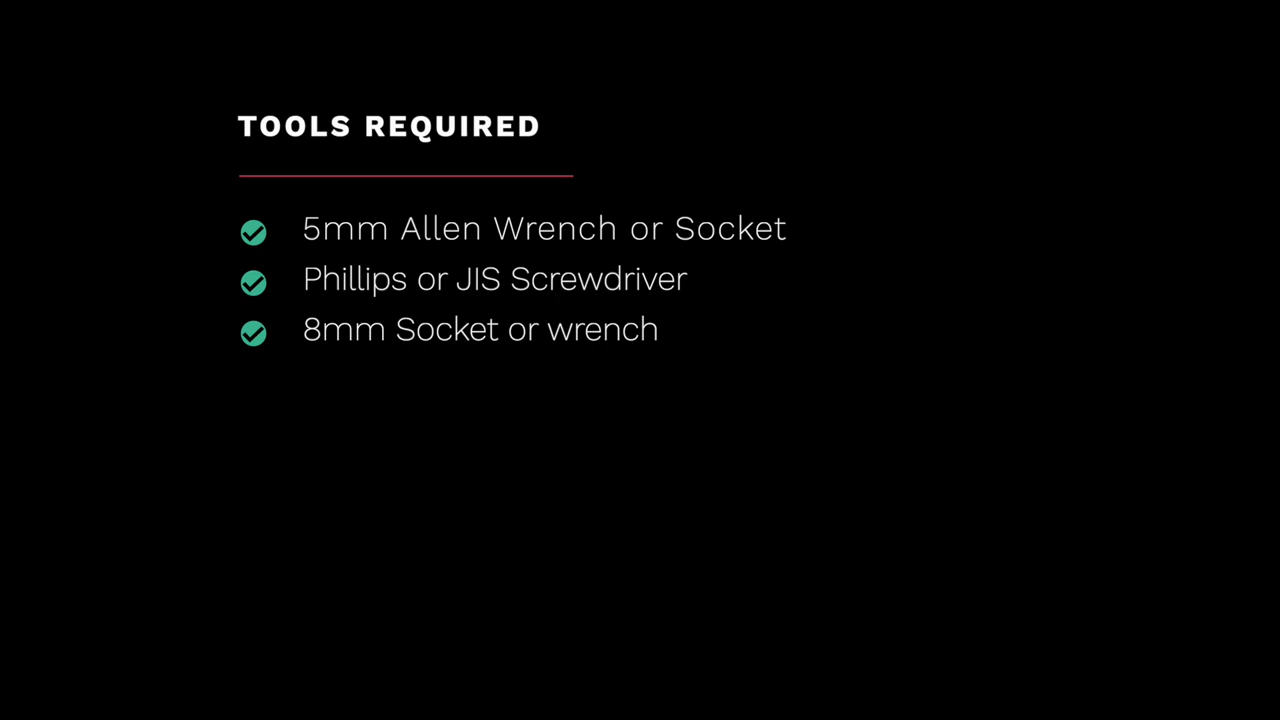 TOOLS REQUIRED
5mm Allen Wrench or Socket
Phillips or JIS Screwdriver
8mm Socket or wrench